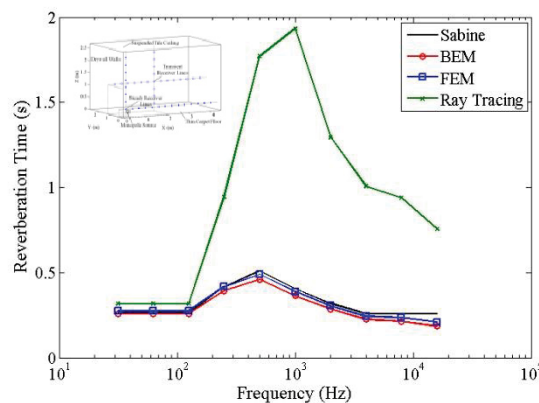 2
1.5
1
0.5
0
10¹
10²
10³
10⁴
10⁵
Reverberation Time (s)
Frequency (Hz)
Sabine
BEM
FEM
Ray Tracing
Suspended Tile Ceiling
Drywall Walls
Transient
Receiver Lines
Receiver
Lines
Monopole Source
Thin Carpet Floor
Z (m)
Y (m)
X (m)